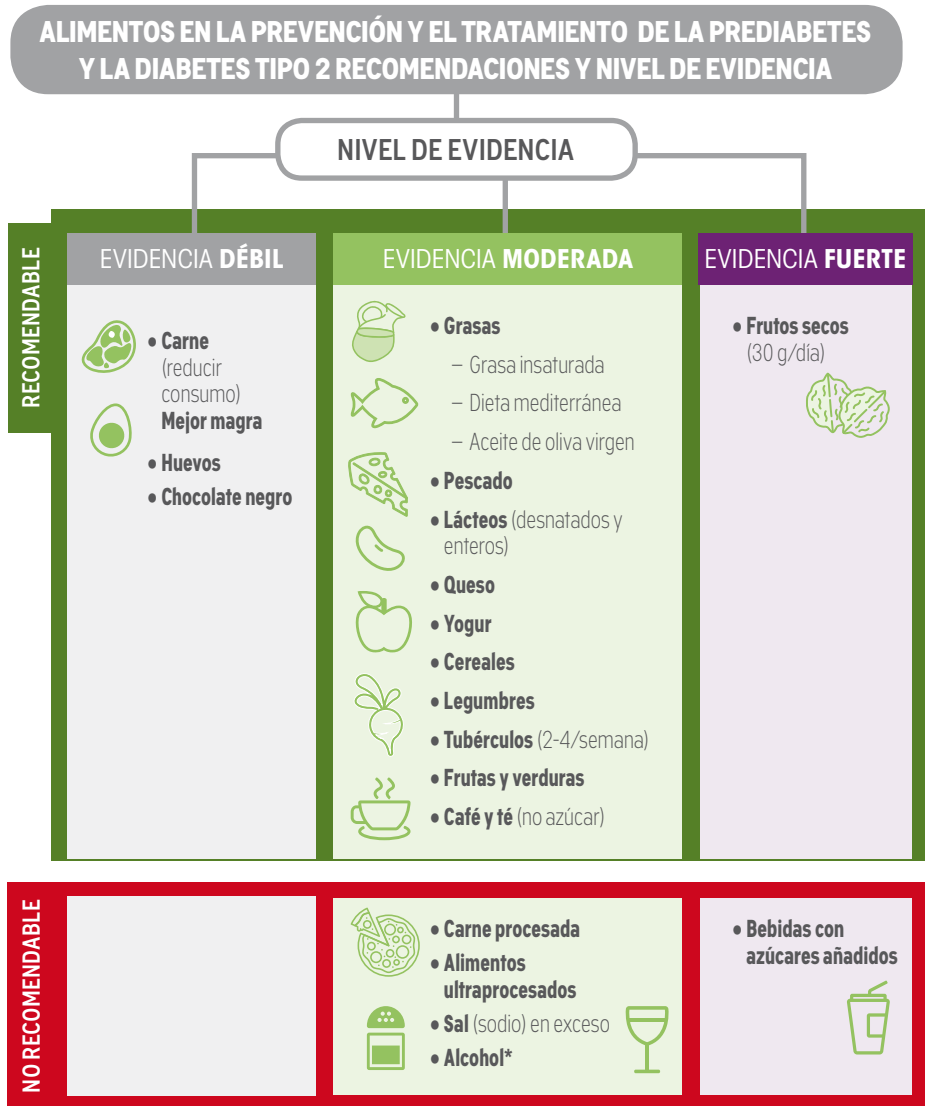 ALIMENTOS EN LA PREVENCIÓN Y EL TRATAMIENTO DE LA PREDIABETES
Y LA DIABETES TIPO 2 RECOMENDACIONES Y NIVEL DE EVIDENCIA
NIVEL DE EVIDENCIA
RECOMENDABLE
EVIDENCIA DÉBIL
• Carne
(reducir
consumo)
Mejor magra
• Huevos
• Chocolate negro
EVIDENCIA MODERADA
• Grasas
– Grasa insaturada
– Dieta mediterránea
– Aceite de oliva virgen
• Pescado
• Lácteos (desnatados y
enteros)
• Queso
• Yogur
• Cereales
• Legumbres
• Tubérculos (2-4/semana)
• Frutas y verduras
• Café y té (no azúcar)
EVIDENCIA FUERTE
• Frutos secos
(30 g/día)
NO RECOMENDABLE
• Carne procesada
• Alimentos
ultraprocesados
• Sal (sodio) en exceso
• Alcohol*
• Bebidas con
azúcares añadidos